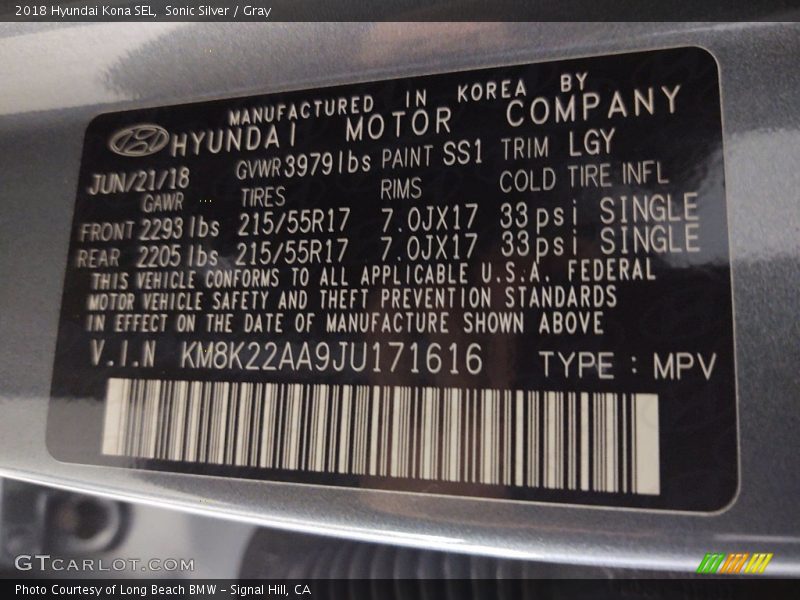 2018 Hyundai Kona SEL, Sonic Silver / Gray
MANUFACTURED IN KOREA BY
HYUNDAI MOTOR COMPANY
JUN/21/18 GVWR 3979 lbs PAINT SS1 TRIM LGY
GAWR TIRES RIMS COLD TIRE INFL
FRONT 2293 lbs 215/55R17 7.0JX17 33 psi SINGLE
REAR 2205 lbs 215/55R17 7.0JX17 33 psi SINGLE
THIS VEHICLE CONFORMS TO ALL APPLICABLE U.S.A. FEDERAL
MOTOR VEHICLE SAFETY AND THEFT PREVENTION STANDARDS
IN EFFECT ON THE DATE OF MANUFACTURE SHOWN ABOVE
V.I.N KM8K22AA9JU171616 TYPE : MPV
GTCARLOT.COM
Photo Courtesy of Long Beach BMW - Signal Hill, CA